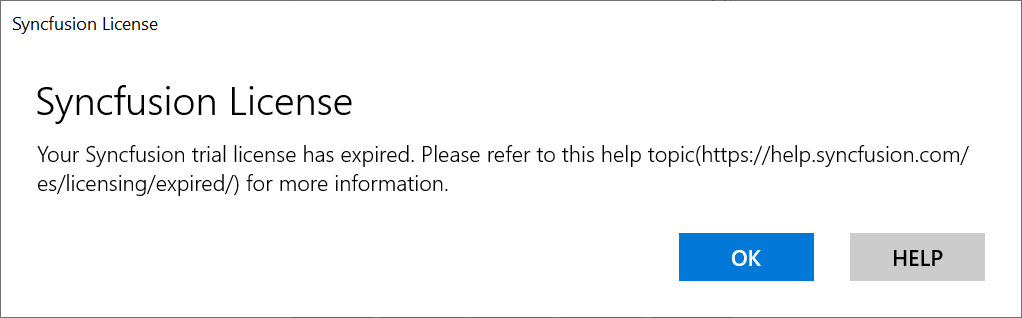 Syncfusion License
Syncfusion License
Your Syncfusion trial license has expired. Please refer to this help topic(https://help.syncfusion.com/
es/licensing/expired/) for more information.
OK
HELP